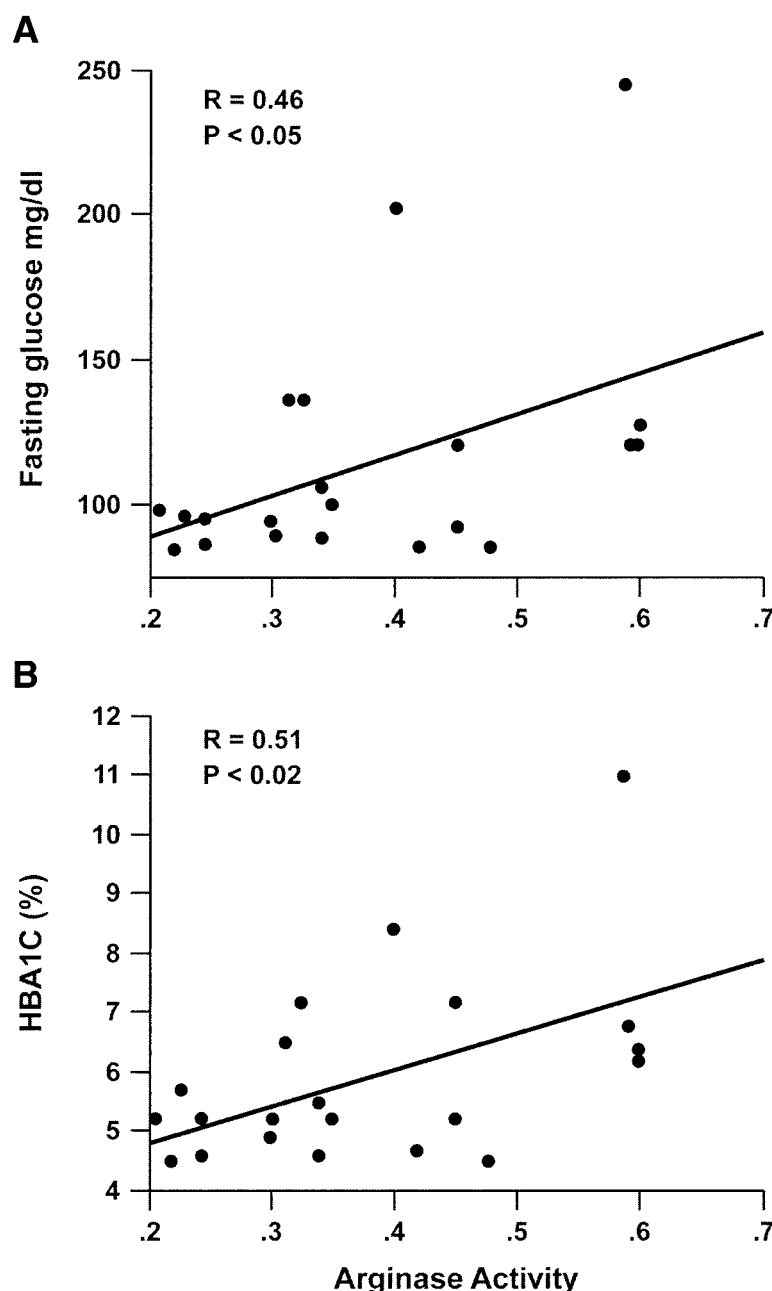 A
250
R = 0.46
P < 0.05
200
150
100
Fasting glucose mg/dl
.2 .3 .4 .5 .6 .7
B
12
R = 0.51
P < 0.02
11
10
9
8
7
6
5
4
HBA1C (%)
.2 .3 .4 .5 .6 .7
Arginase Activity